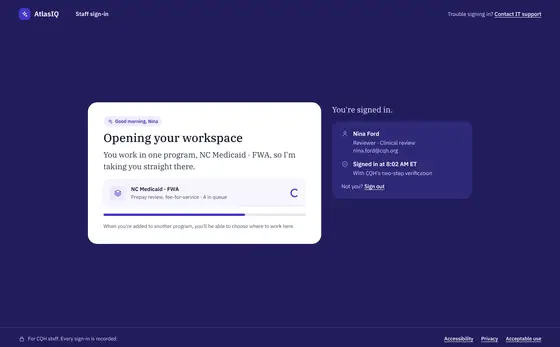 AtlasIQ
Staff sign-in
Trouble signing in? Contact IT support
Good morning, Nina
Opening your workspace
You work in one program, NC Medicaid · FWA, so I'm
taking you straight there.
NC Medicaid · FWA
Prepay review, fee-for-service · 4 in queue
When you're added to another program, you'll be able to choose where to work here.
You're signed in.
Nina Ford
Reviewer · Clinical review
nina.ford@cqh.org
Signed in at 8:02 AM ET
With CQH's two-step verification
Not you? Sign out
For CQH staff. Every sign-in is recorded.
Accessibility
Privacy
Acceptable use